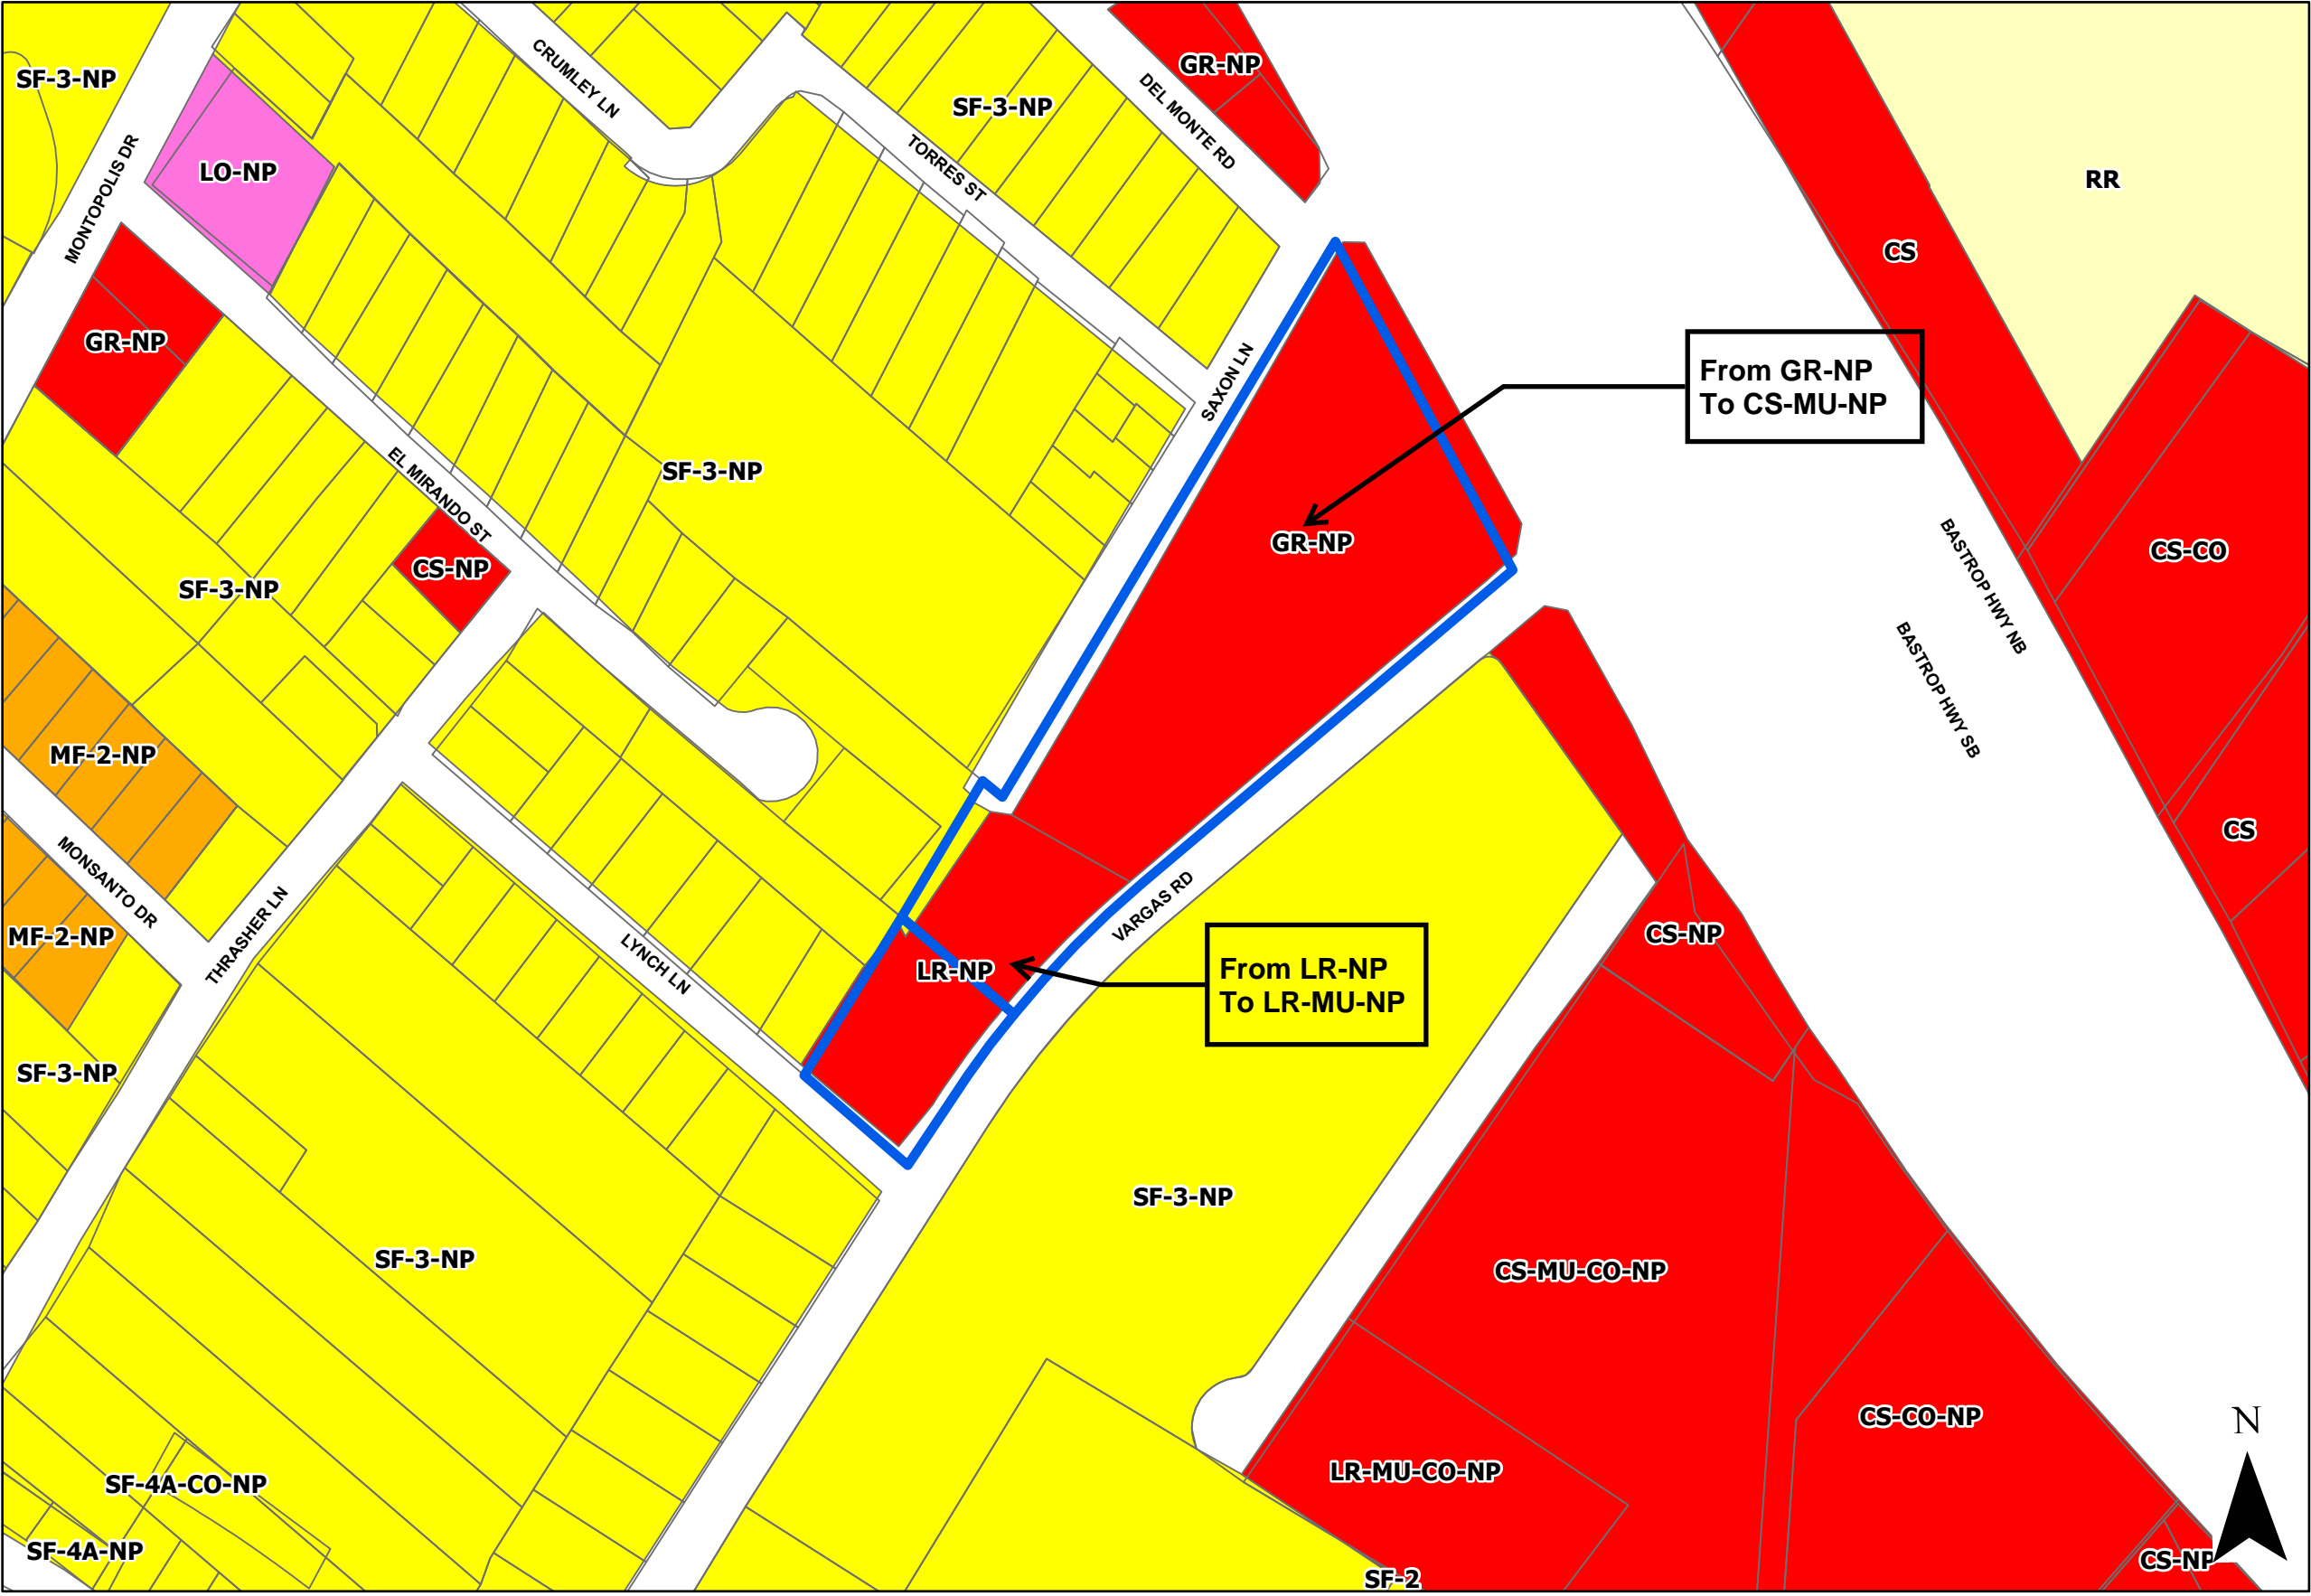 SF-3-NP
CRUMLEY LN
GR-NP
DEL MONTE RD
SF-3-NP
TORRES ST
MONTOPOLIS DR
LO-NP
RR
CS
GR-NP
SAXON LN
From GR-NP
To CS-MU-NP
EL MIRANDO ST
SF-3-NP
GR-NP
CS-NP
SF-3-NP
BASTROP HWY NB
CS-CO
BASTROP HWY SB
MF-2-NP
CS
MONSANTO DR
THRASHER LN
VARGAS RD
MF-2-NP
LYNCH LN
LR-NP
From LR-NP
To LR-MU-NP
CS-NP
SF-3-NP
SF-3-NP
SF-3-NP
CS-MU-CO-NP
CS-CO-NP
N
LR-MU-CO-NP
SF-4A-CO-NP
SF-4A-NP
CS-NP
SF-2